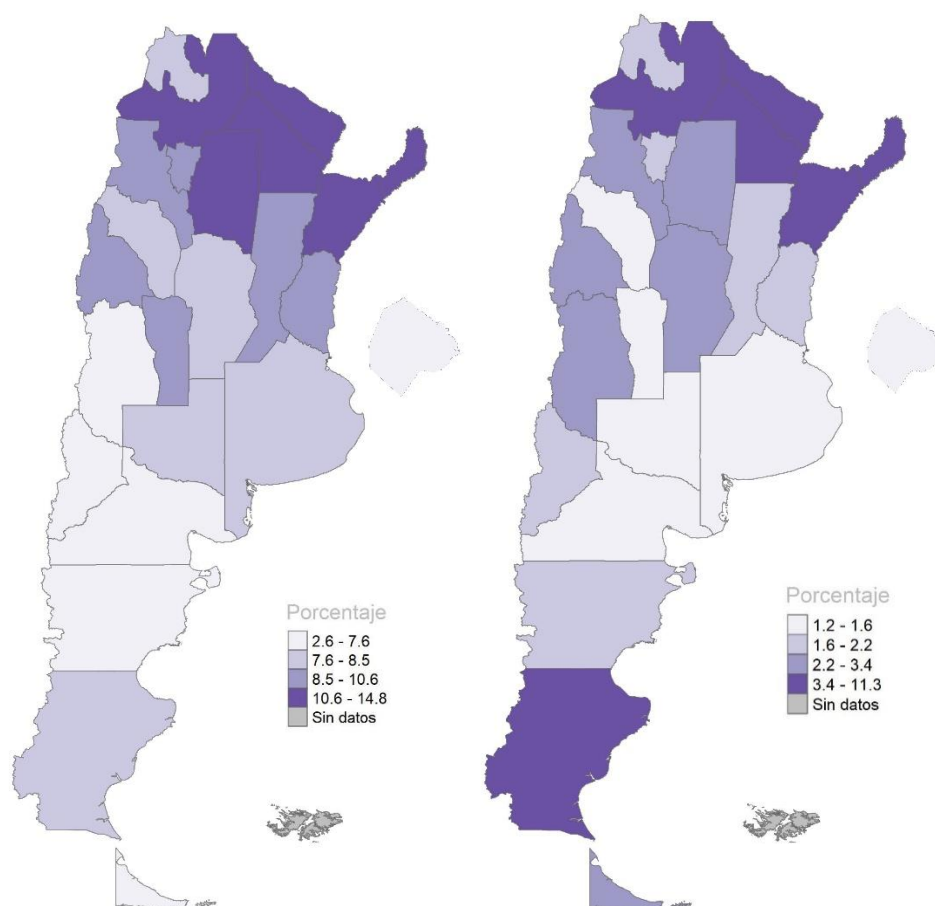 Porcentaje
2.6 - 7.6
7.6 - 8.5
8.5 - 10.6
10.6 - 14.8
Sin datos
Porcentaje
1.2 - 1.6
1.6 - 2.2
2.2 - 3.4
3.4 - 11.3
Sin datos